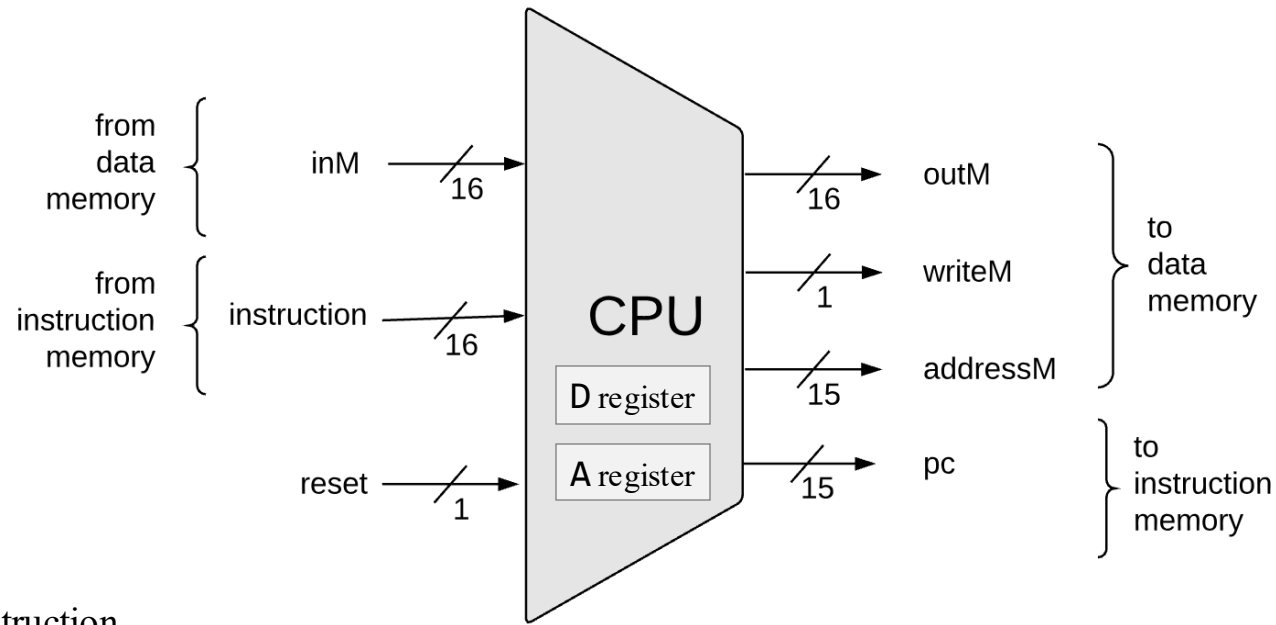 from
data
memory
inM
16
from
instruction
memory
instruction
16
reset
1
CPU
D register
A register
16
outM
1
writeM
15
addressM
15
pc
to
data
memory
to
instruction
memory
truction